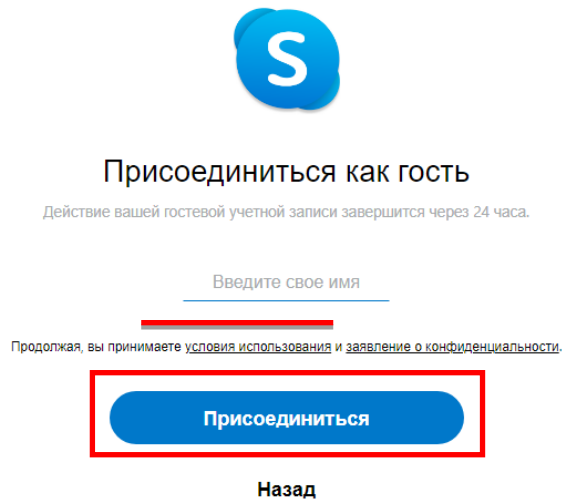 S
Присоединиться как гость
Действие вашей гостевой учетной записи завершится через 24 часа.
Введите свое имя
Продолжая, вы принимаете условия использования и заявление о конфиденциальности.
Присоединиться
Назад